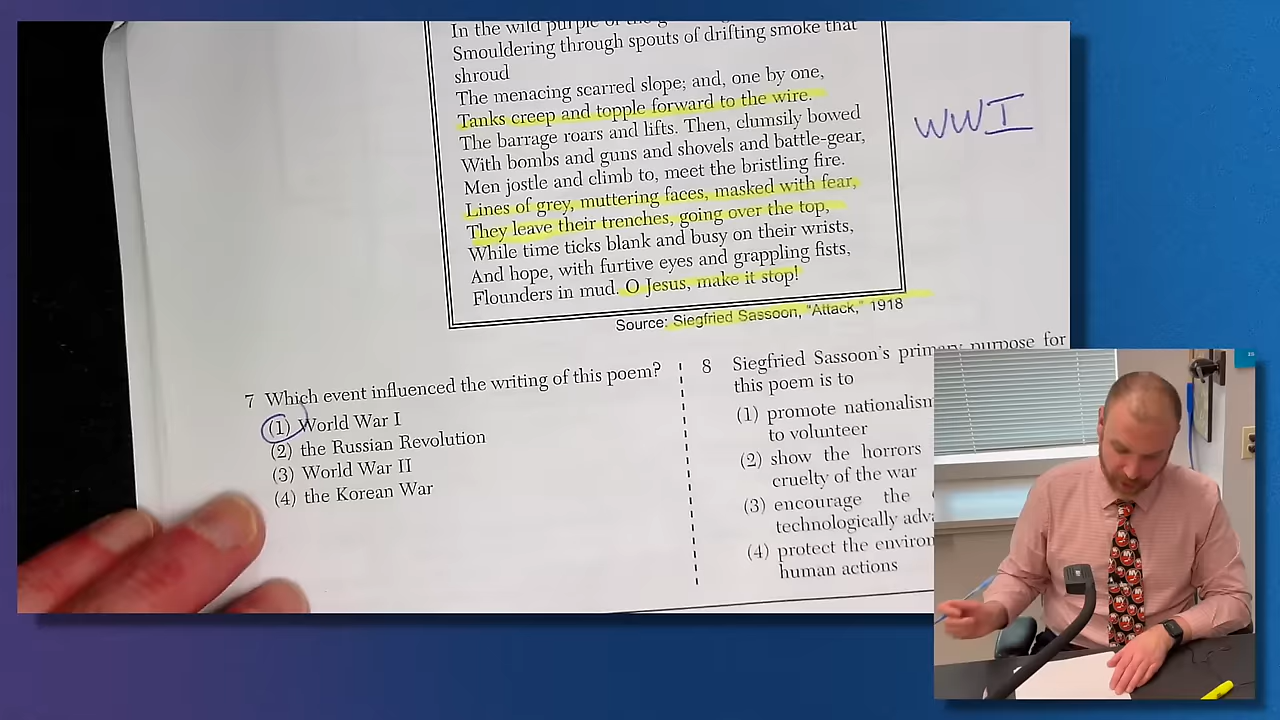 In the wild purple of the g
Smouldering through spouts of drifting smoke that
shroud
The menacing scarred slope; and, one by one,
Tanks creep and topple forward to the wire.
The barrage roars and lifts. Then, clumsily bowed
With bombs and guns and shovels and battle-gear,
Men jostle and climb to, meet the bristling fire.
Lines of grey, muttering faces, masked with fear,
They leave their trenches, going over the top,
While time ticks blank and busy on their wrists,
And hope, with furtive eyes and grappling fists,
Flounders in mud. O Jesus, make it stop!
Source: Siegfried Sassoon, “Attack,” 1918
WWI
7 Which event influenced the writing of this poem?
(1) World War I
(2) the Russian Revolution
(3) World War II
(4) the Korean War
8 Siegfried Sassoon’s primary purpose for
this poem is to
(1) promote nationalism
to volunteer
(2) show the horrors
cruelty of the war
(3) encourage the
technologically adva
(4) protect the environ
human actions